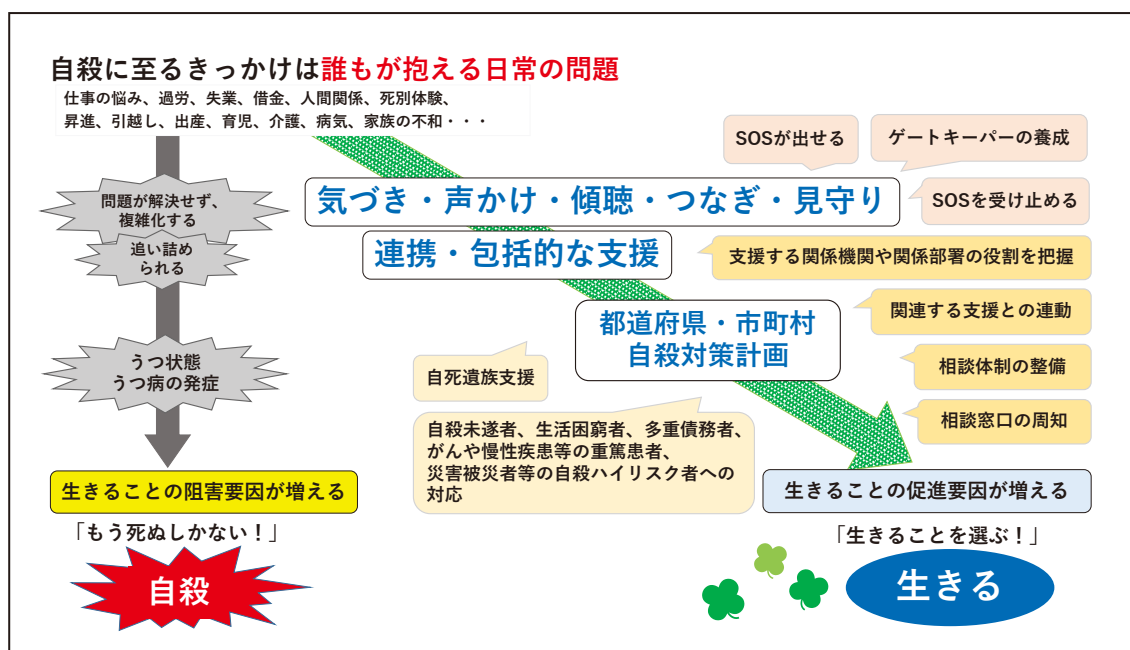 自殺に至るきっかけは誰もが抱える日常の問題
仕事の悩み、過労、失業、借金、人間関係、死別体験、
昇進、引越し、出産、育児、介護、病気、家族の不和・・・
問題が解決せず、
複雑化する
追い詰め
られる
うつ状態
うつ病の発症
生きることの阻害要因が増える
「もう死ぬしかない！」
自殺
SOSが出せる
ゲートキーパーの養成
気づき・声かけ・傾聴・つなぎ・見守り
SOSを受け止める
連携・包括的な支援
支援する関係機関や関係部署の役割を把握
都道府県・市町村
自殺対策計画
関連する支援との連動
相談体制の整備
相談窓口の周知
自死遺族支援
自殺未遂者、生活困窮者、多重債務者、
がんや慢性疾患等の重篤患者、
災害被災者等の自殺ハイリスク者への
対応
生きることの促進要因が増える
「生きることを選ぶ！」
生きる